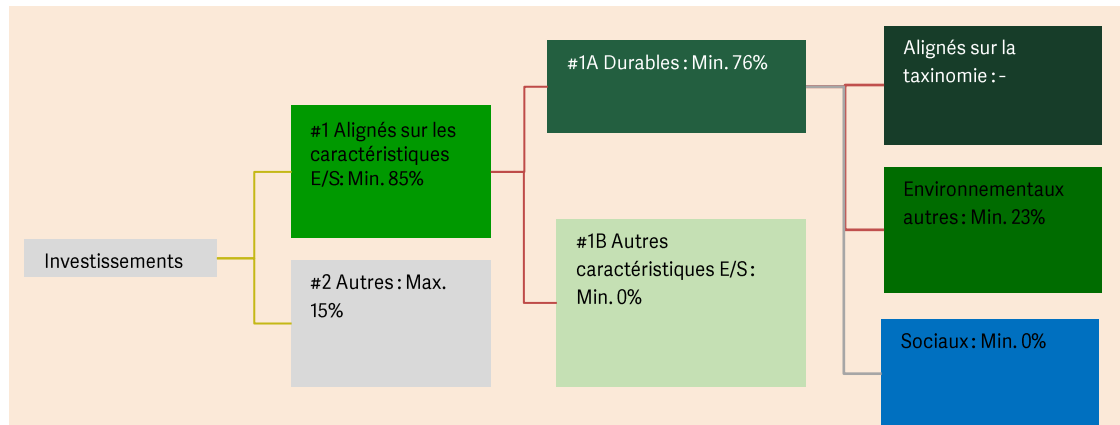 Investissements
#1 Alignés sur les
caractéristiques
E/S: Min. 85%
#2 Autres : Max.
15%
#1A Durables : Min. 76%
#1B Autres
caractéristiques E/S :
Min. 0%
Alignés sur la
taxinomie : -
Environnementaux
autres : Min. 23%
Sociaux : Min. 0%